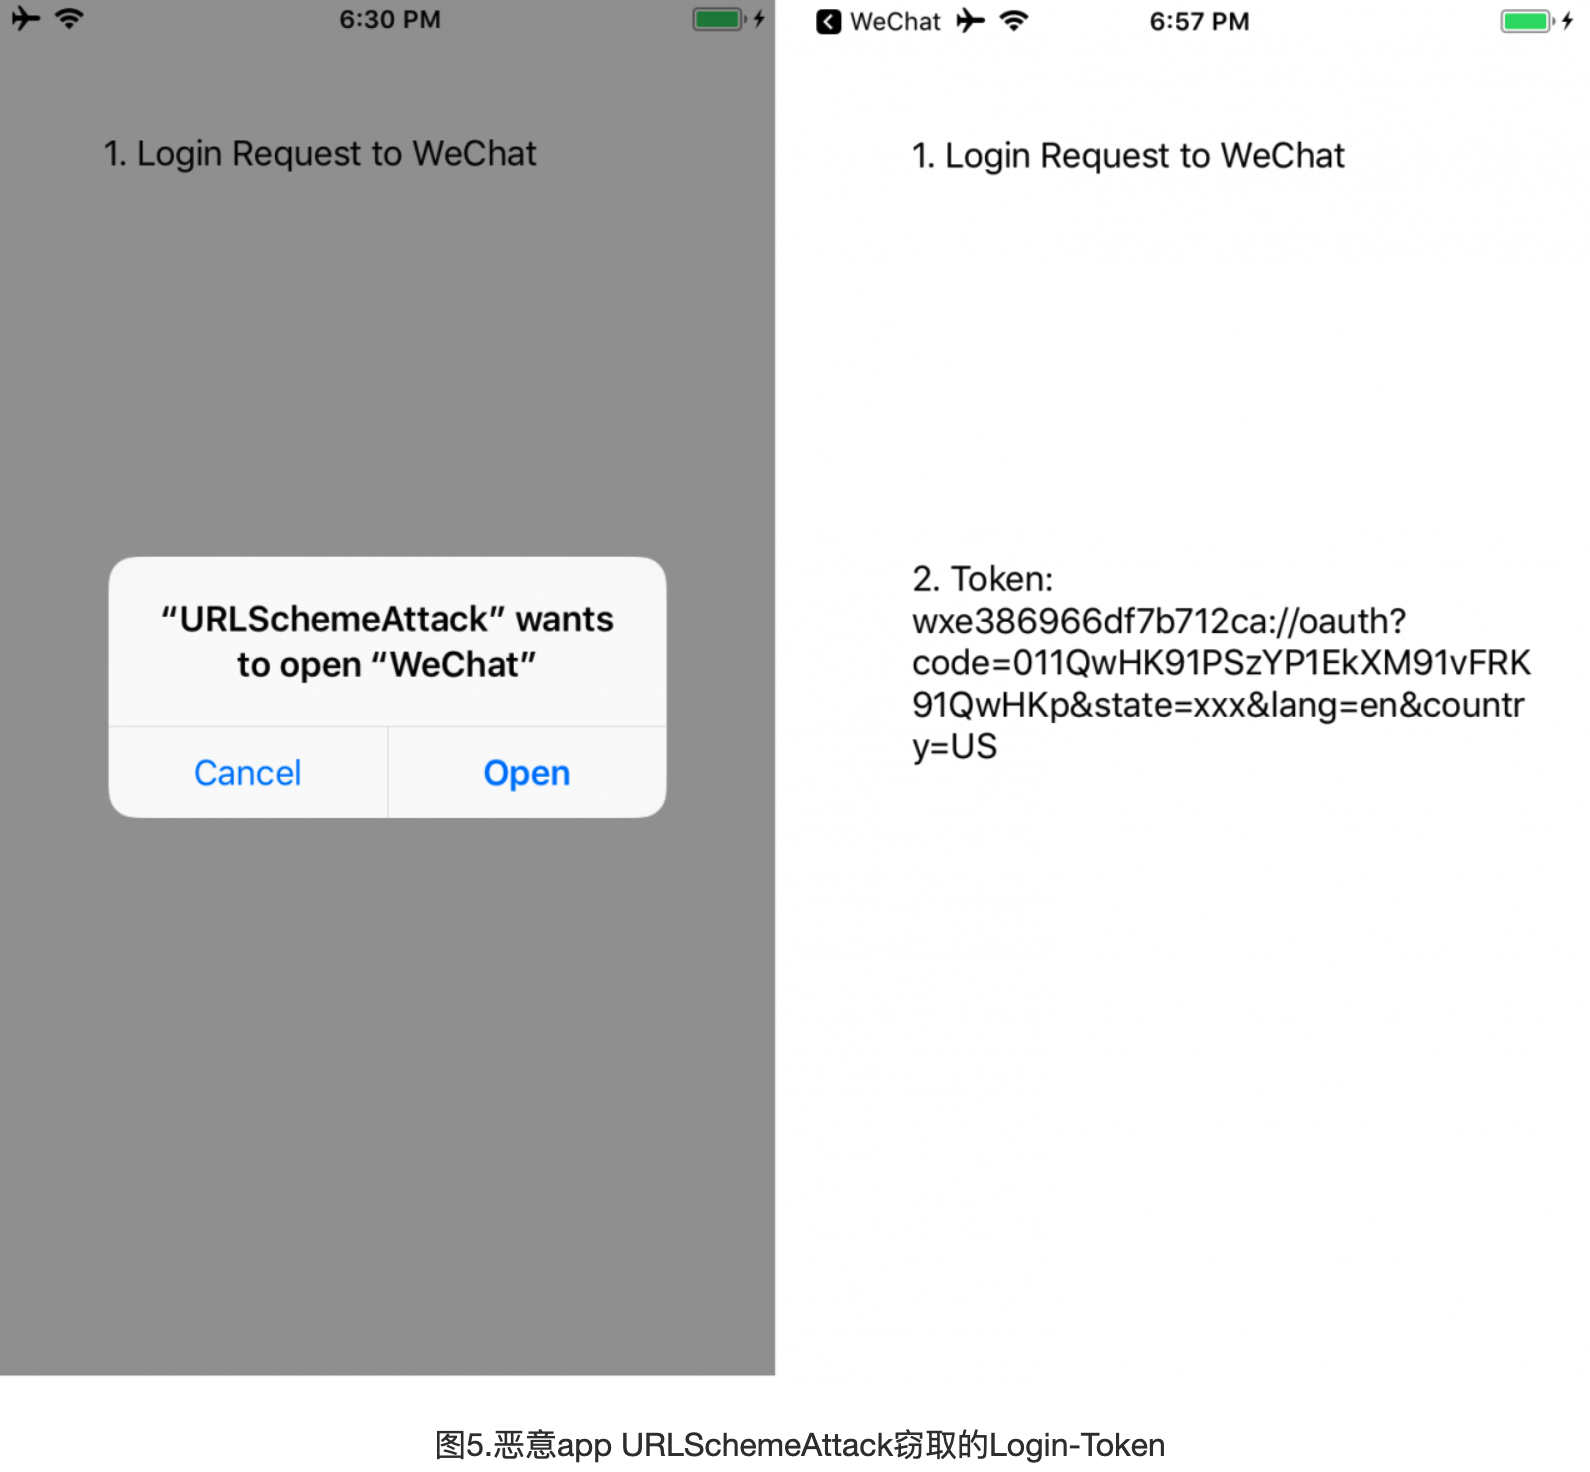 6:30 PM
1. Login Request to WeChat
“URLSchemeAttack” wants
to open “WeChat”
Cancel
Open
WeChat
6:57 PM
1. Login Request to WeChat
2. Token:
wxe386966df7b712ca://oauth?
code=011QwHK91PSzYP1EkXM91vFRK
91QwHKp&state=xxx&lang=en&countr
y=US
图5.恶意app URLSchemeAttack窃取的Login-Token